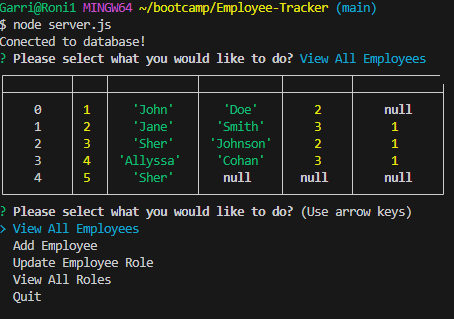 Garri@Roni1 MINGW64 ~/bootcamp/Employee-Tracker (main)
$ node server.js
Conected to database!
? Please select what you would like to do? View All Employees
0 1 'John' 'Doe' 2 null
1 2 'Jane' 'Smith' 3 1
2 3 'Sher' 'Johnson' 2 1
3 4 'Allyssa' 'Cohan' 3 1
4 5 'Sher' null null null
? Please select what you would like to do? (Use arrow keys)
> View All Employees
Add Employee
Update Employee Role
View All Roles
Quit